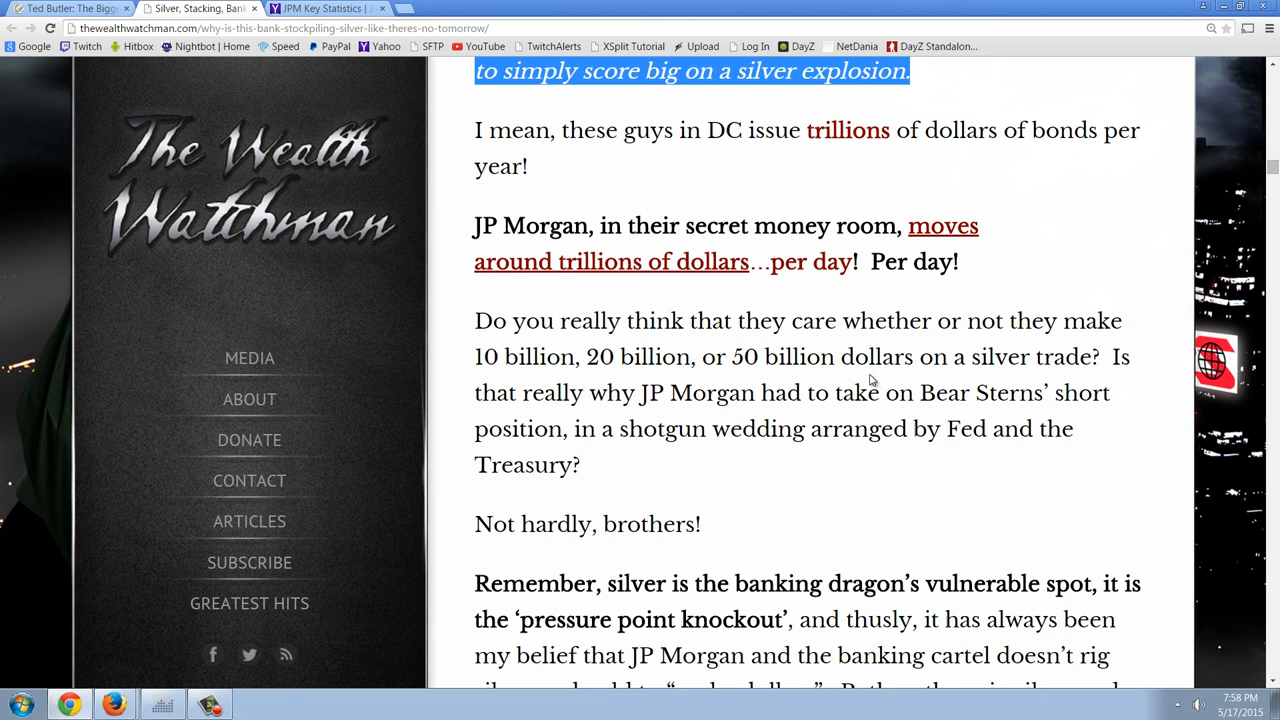 Ted Butler: The Bigg
Silver, Stacking, Bank
JPM Key Statistics | J
thewealthwatchman.com/why-is-this-bank-stockpiling-silver-like-theres-no-tomorrow/
Google Twitch Hitbox Nightbot | Home Speed PayPal Yahoo SFTP YouTube TwitchAlerts XSplit Tutorial Upload Log In DayZ NetDania DayZ Standalon...
The Wealth
Watchman
MEDIA
ABOUT
DONATE
CONTACT
ARTICLES
SUBSCRIBE
GREATEST HITS
to simply score big on a silver explosion.
I mean, these guys in DC issue trillions of dollars of bonds per
year!
JP Morgan, in their secret money room, moves
around trillions of dollars…per day!  Per day!
Do you really think that they care whether or not they make
10 billion, 20 billion, or 50 billion dollars on a silver trade?  Is
that really why JP Morgan had to take on Bear Sterns’ short
position, in a shotgun wedding arranged by Fed and the
Treasury?
Not hardly, brothers!
Remember, silver is the banking dragon’s vulnerable spot, it is
the ‘pressure point knockout’, and thusly, it has always been
my belief that JP Morgan and the banking cartel doesn’t rig
7:58 PM
5/17/2015